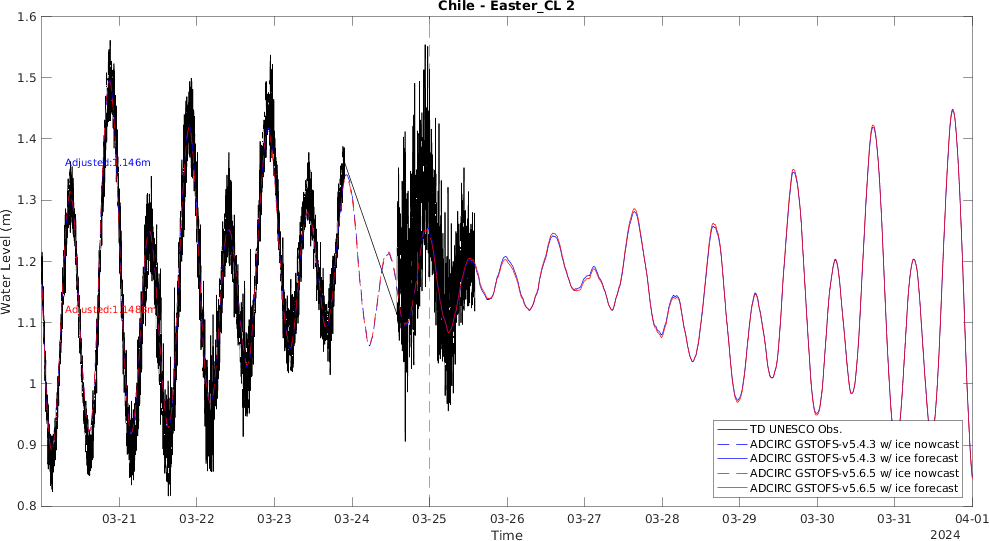 Chile - Easter_CL 2
1.6
1.5
1.4
1.3
1.2
1.1
1
0.9
0.8
Water Level (m)
Adjusted:1.146m
Adjusted:1.1485m
TD UNESCO Obs.
ADCIRC GSTOFS-v5.4.3 w/ ice nowcast
ADCIRC GSTOFS-v5.4.3 w/ ice forecast
ADCIRC GSTOFS-v5.6.5 w/ ice nowcast
ADCIRC GSTOFS-v5.6.5 w/ ice forecast
03-21 03-22 03-23 03-24 03-25 03-26 03-27 03-28 03-29 03-30 03-31 04-01
Time
2024